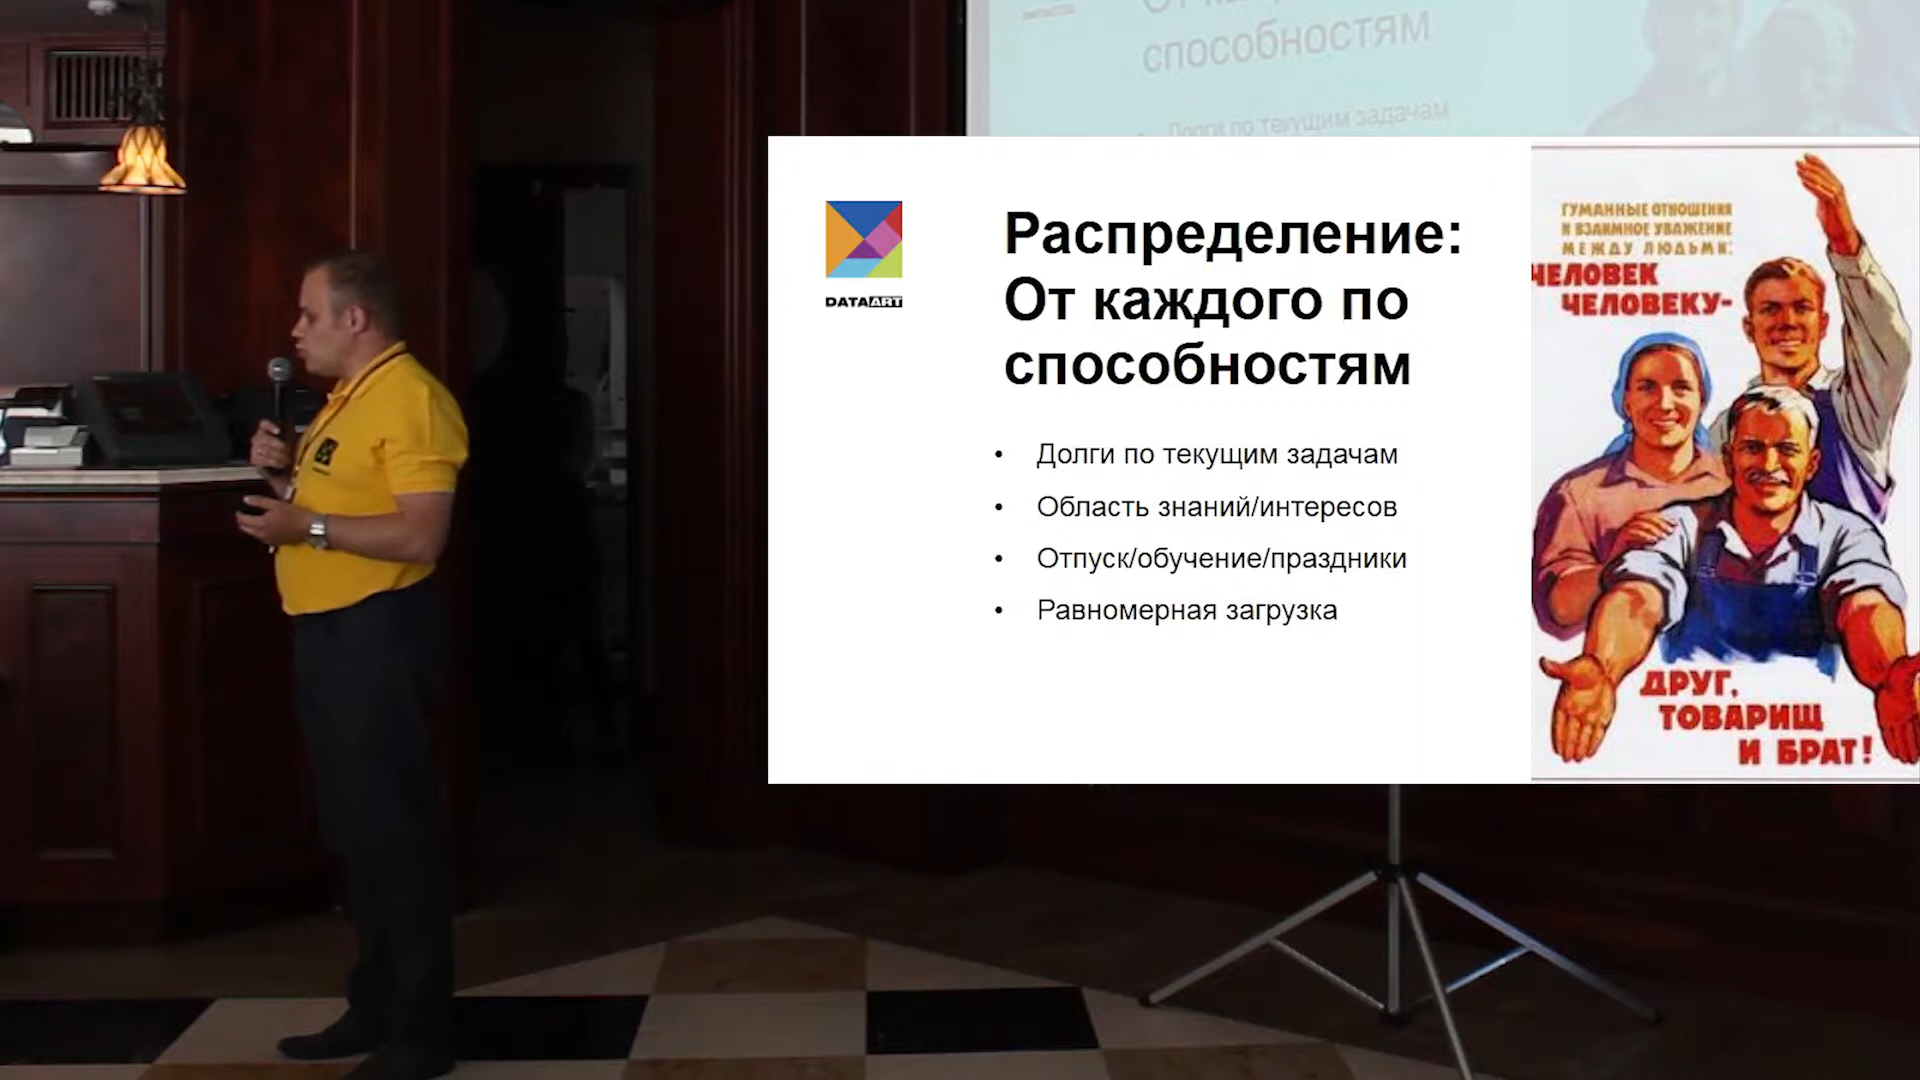 способностям
Долги по текущим задачам
DATAART
Распределение:
От каждого по
способностям
• Долги по текущим задачам
• Область знаний/интересов
• Отпуск/обучение/праздники
• Равномерная загрузка
ГУМАННЫЕ ОТНОШЕНИЯ
И ВЗАИМНОЕ УВАЖЕНИЕ
МЕЖДУ ЛЮДЬМИ:
ЧЕЛОВЕК
ЧЕЛОВЕКУ-
ДРУГ,
ТОВАРИЩ
И БРАТ!